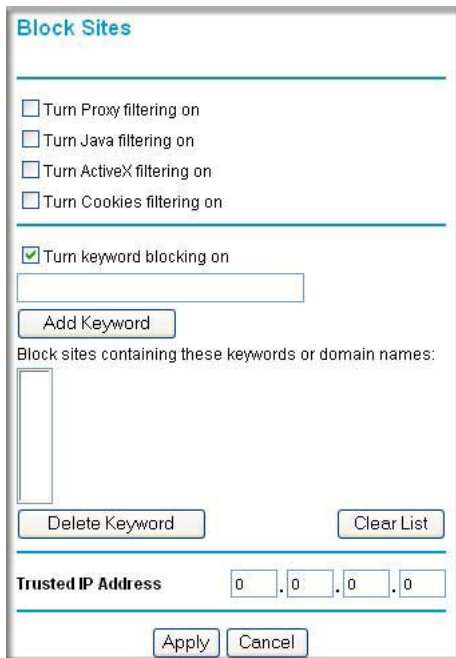 Block Sites
Turn Proxy filtering on
Turn Java filtering on
Turn ActiveX filtering on
Turn Cookies filtering on
Turn keyword blocking on
Add Keyword
Block sites containing these keywords or domain names:
Delete Keyword Clear List
Trusted IP Address 0 . 0 . 0 . 0
Apply Cancel